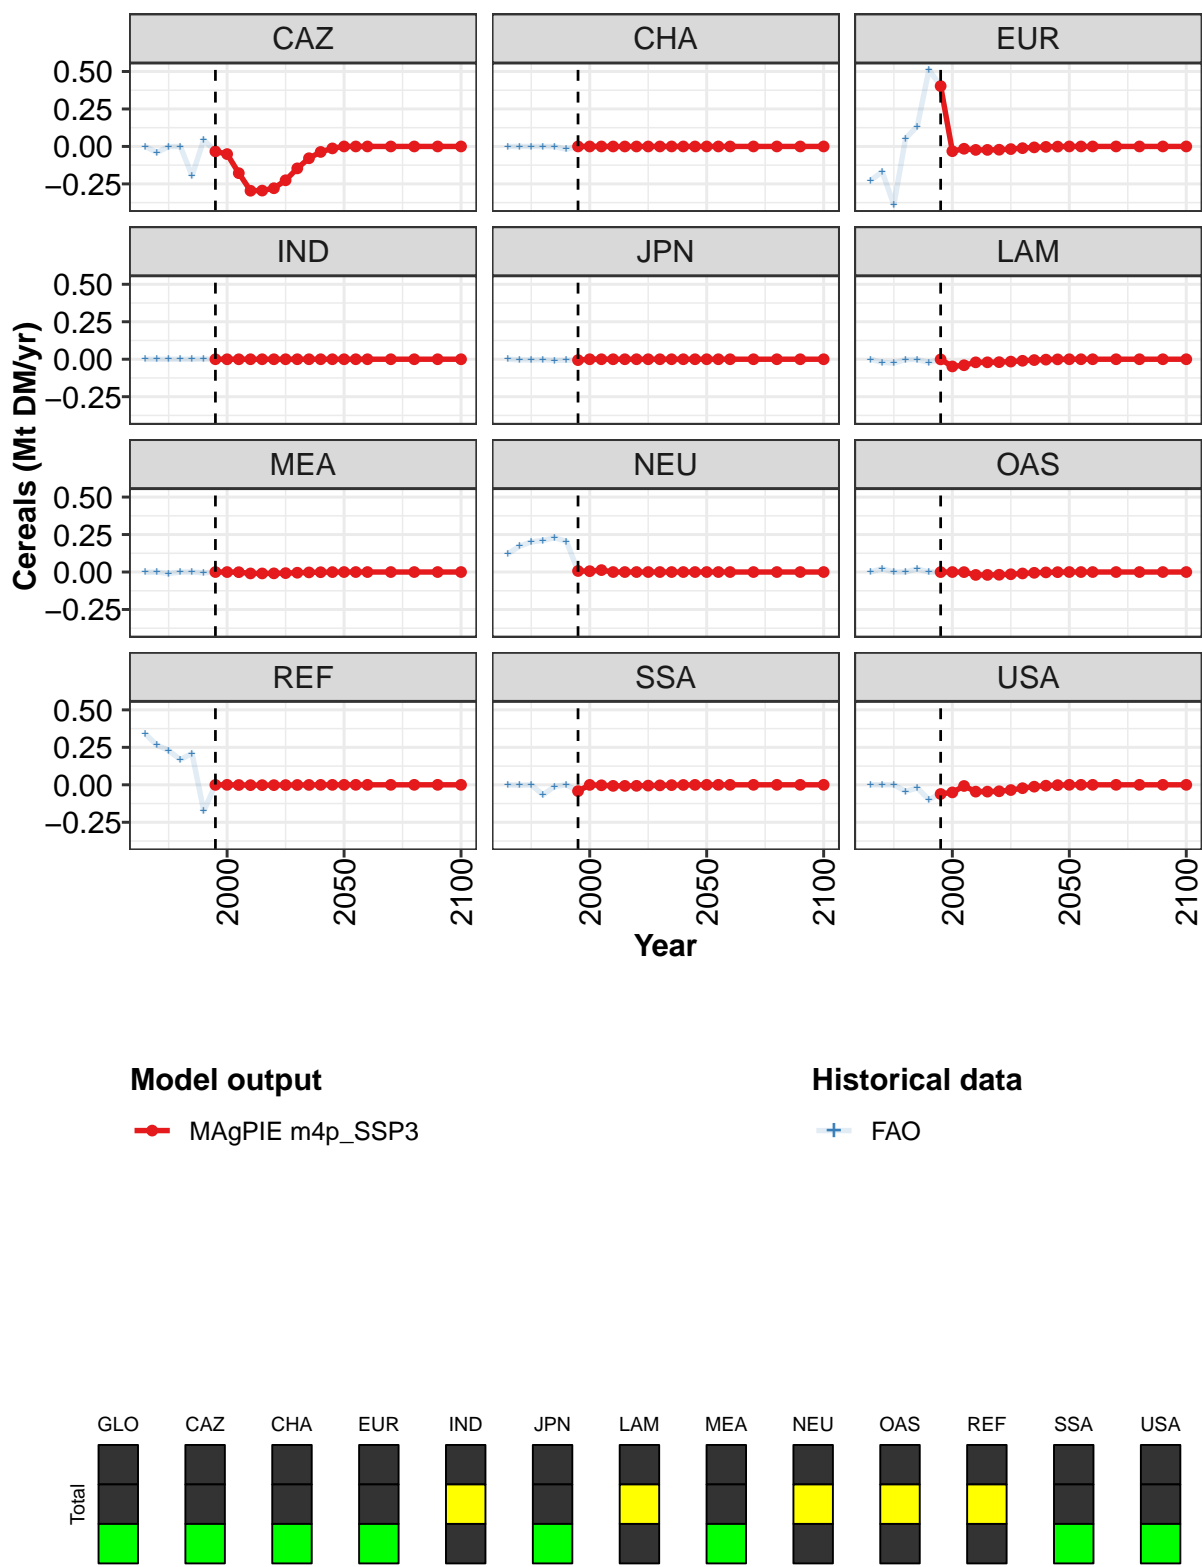 CAZ CHA EUR
0.50
0.25
0.00
−0.25
IND JPN LAM
0.50
0.25
0.00
−0.25
MEA NEU OAS
0.50
0.25
0.00
−0.25
REF SSA USA
0.50
0.25
0.00
−0.25
Cereals (Mt DM/yr)
2000 2050 2100 2000 2050 2100 2000 2050 2100
Year
Model output Historical data
MAgPIE m4p_SSP3 FAO
GLO CAZ CHA EUR IND JPN LAM MEA NEU OAS REF SSA USA
Total